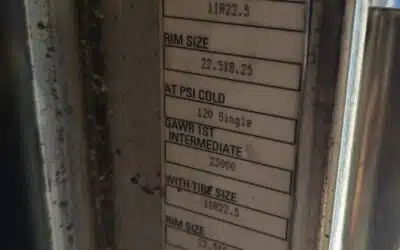 11R22.5
RIM SIZE
22.5X8.25
AT PSI COLD
120 Single
GAWR 1ST
INTERMEDIATE
23000
WITH TIRE SIZE
11R22.5
RIM SIZE